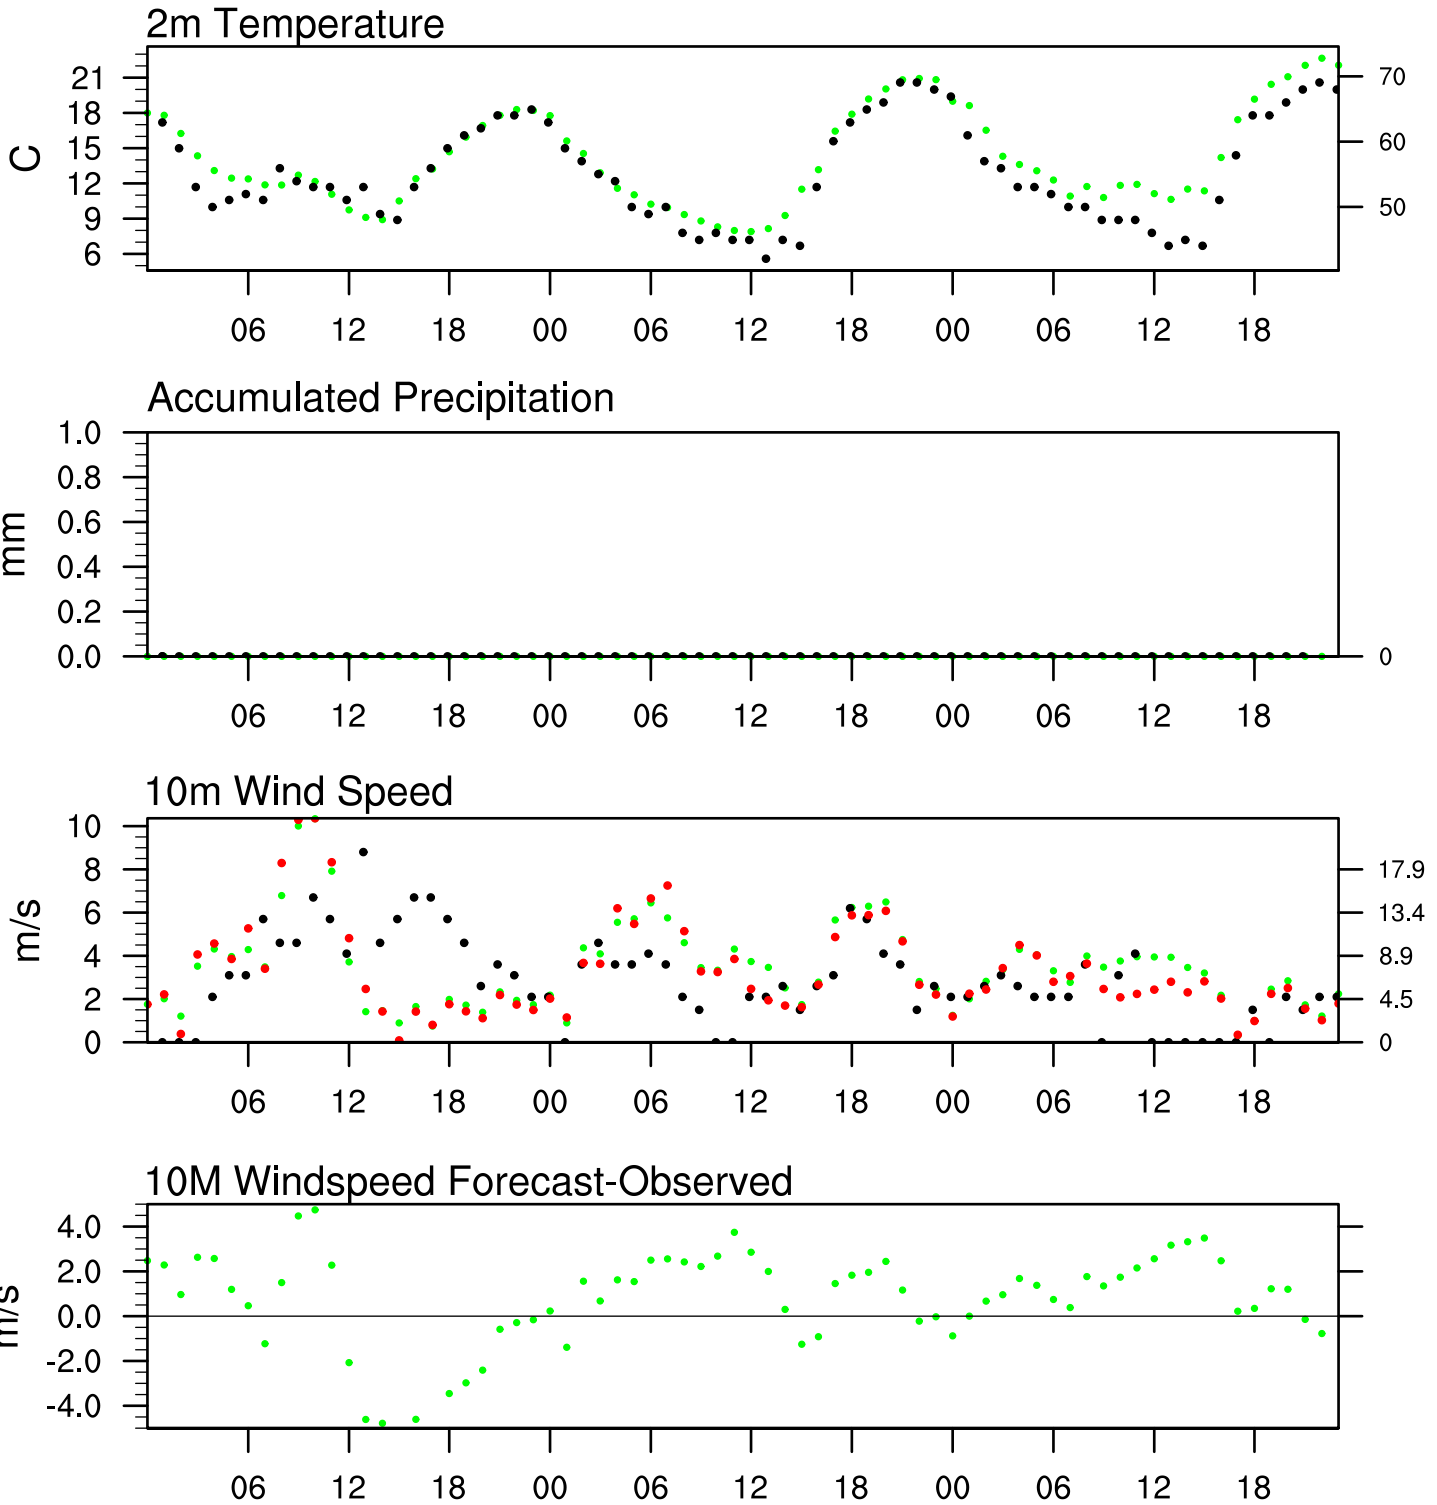 2m Temperature
C
21
18
15
12
9
6
70
60
50
06 12 18 00 06 12 18 00 06 12 18
Accumulated Precipitation
mm
1.0
0.8
0.6
0.4
0.2
0.0
0
06 12 18 00 06 12 18 00 06 12 18
10m Wind Speed
m/s
10
8
6
4
2
0
17.9
13.4
8.9
4.5
0
06 12 18 00 06 12 18 00 06 12 18
10M Windspeed Forecast-Observed
m/s
4.0
2.0
0.0
-2.0
-4.0
06 12 18 00 06 12 18 00 06 12 18